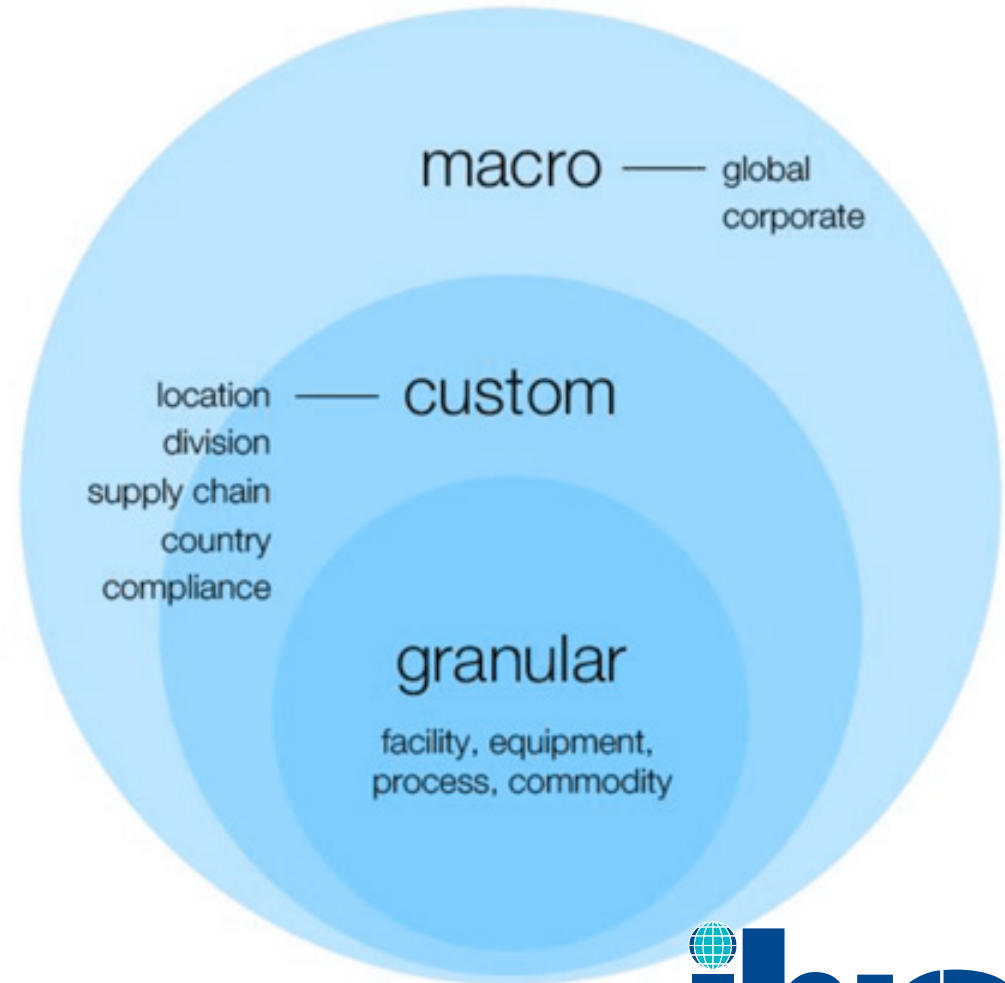 macro
global
corporate
custom
location
division
supply chain
country
compliance
granular
facility, equipment,
process, commodity